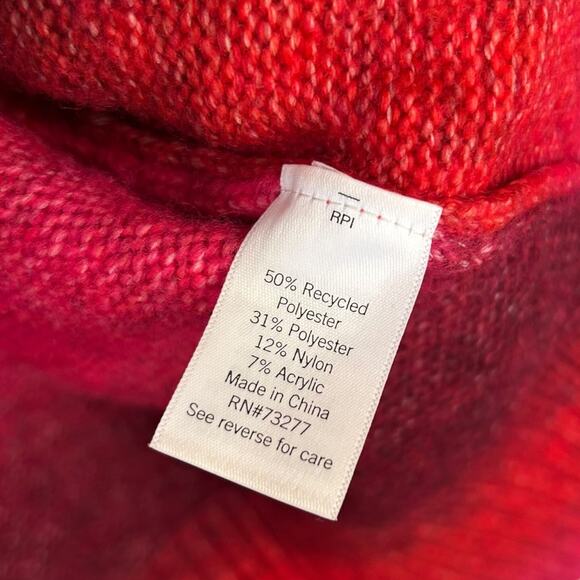 RPI
50% Recycled
Polyester
31% Polyester
12% Nylon
7% Acrylic
Made in China
RN#73277
See reverse for care